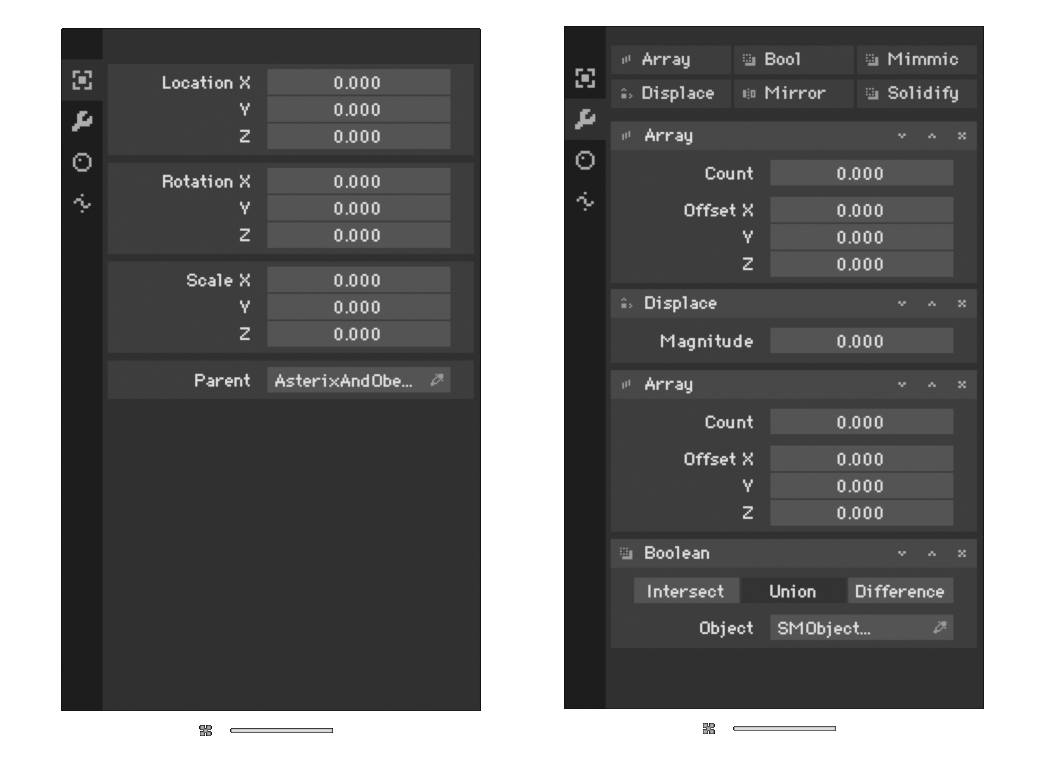 Location X 0.000
Y 0.000
Z 0.000
Rotation X 0.000
Y 0.000
Z 0.000
Scale X 0.000
Y 0.000
Z 0.000
Parent AsterixAndObe...
Array Bool Mimmic
Displace Mirror Solidify
Array
Count 0.000
Offset X 0.000
Y 0.000
Z 0.000
Displace
Magnitude 0.000
Array
Count 0.000
Offset X 0.000
Y 0.000
Z 0.000
Boolean
Intersect Union Difference
Object SMObject...